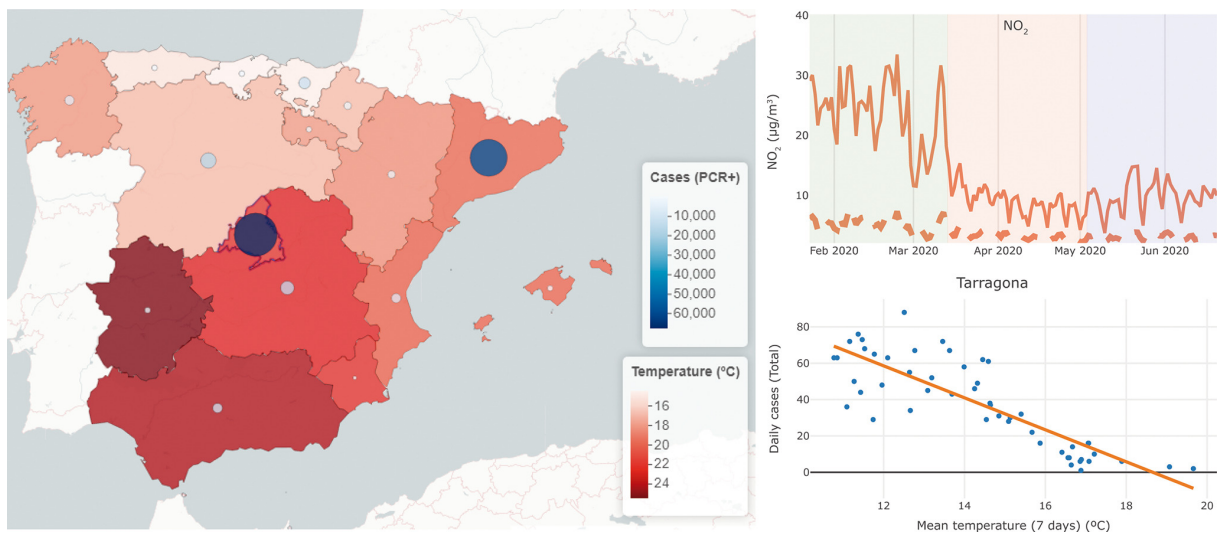 Cases (PCR+)
10,000
20,000
30,000
40,000
50,000
60,000
Temperature (ºC)
16
18
20
22
24
NO₂
NO₂ (μg/m³)
40
30
20
10
Feb 2020 Mar 2020 Apr 2020 May 2020 Jun 2020
Tarragona
Daily cases (Total)
80
60
40
20
0
12 14 16 18 20
Mean temperature (7 days) (ºC)